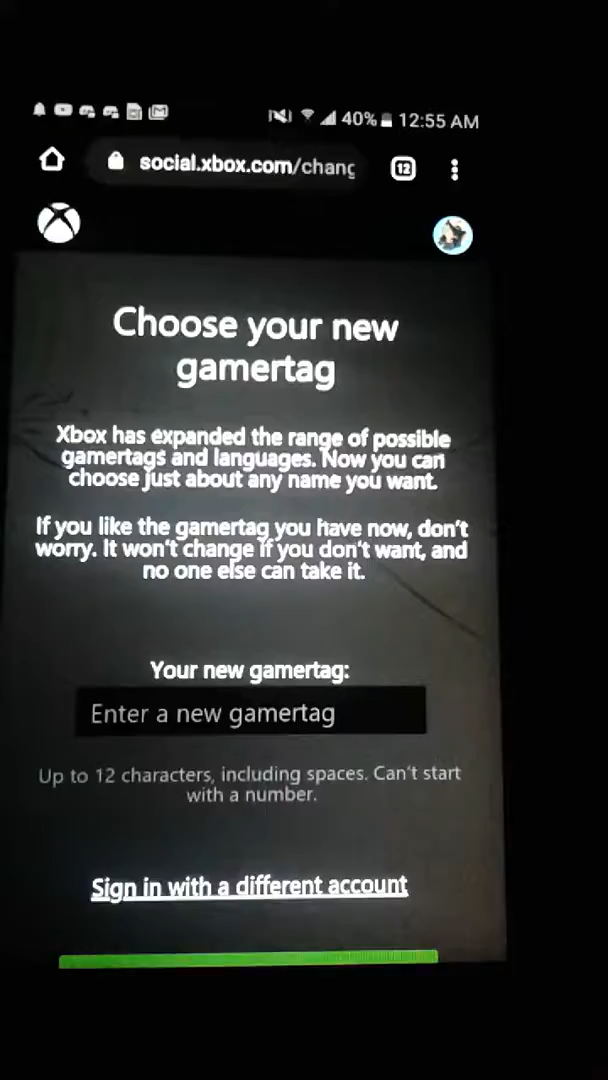 40% 12:55 AM
social.xbox.com/chang
12
Choose your new
gamertag
Xbox has expanded the range of possible
gamertags and languages. Now you can
choose just about any name you want.
If you like the gamertag you have now, don't
worry. It won't change if you don't want, and
no one else can take it.
Your new gamertag:
Enter a new gamertag
Up to 12 characters, including spaces. Can't start
with a number.
Sign in with a different account